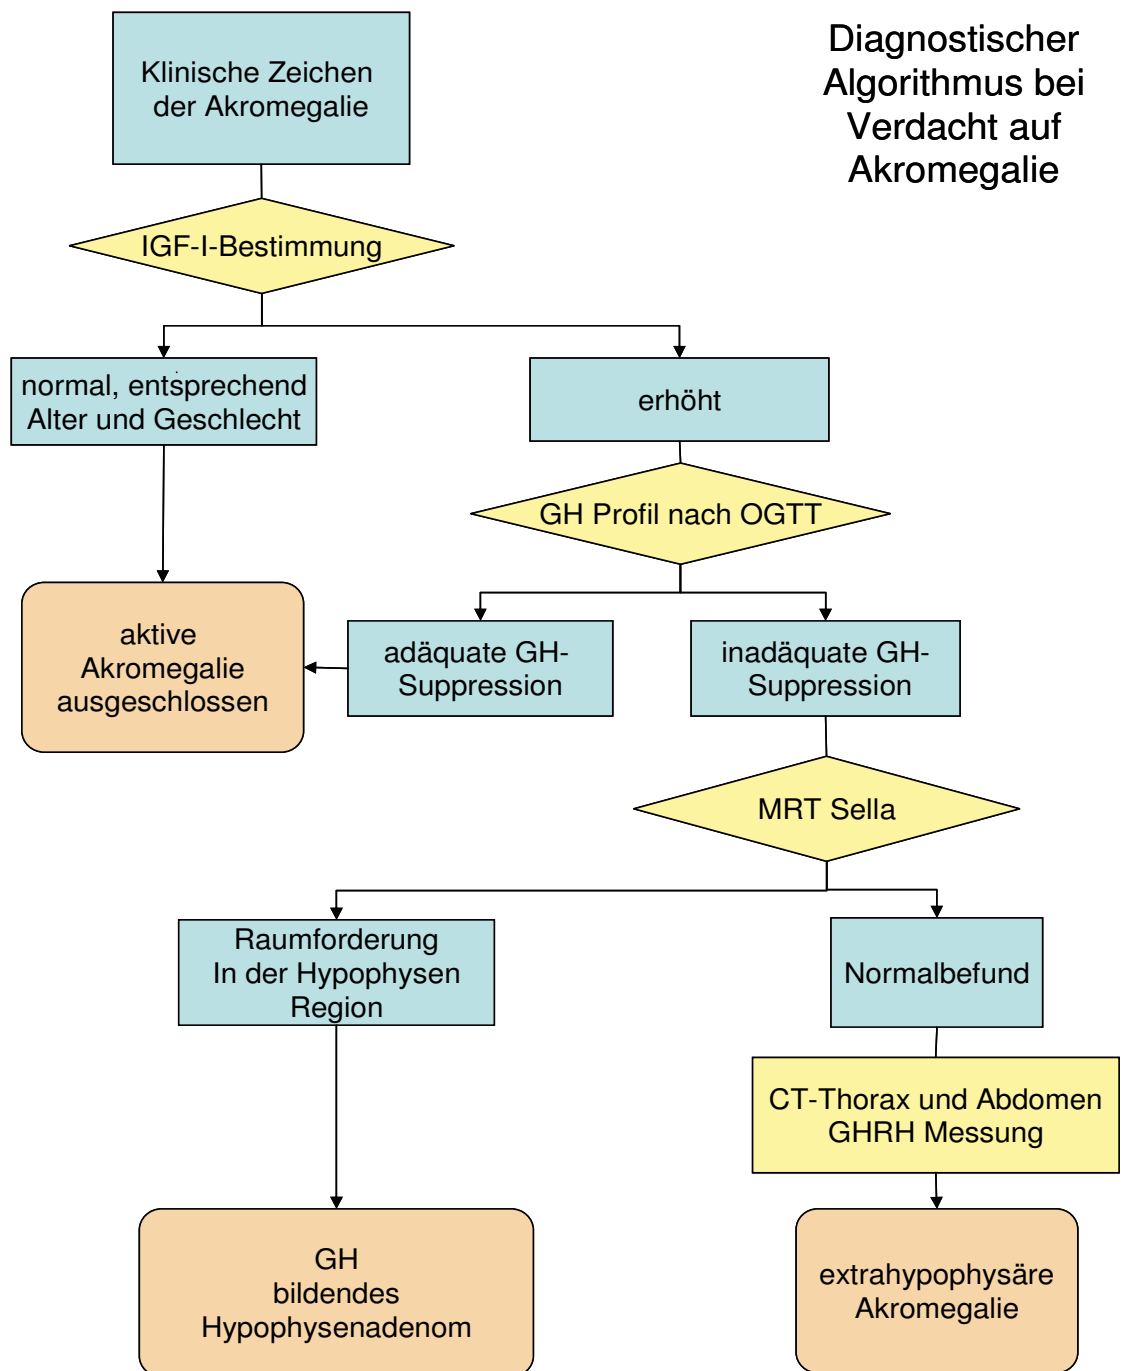 Diagnostischer
Algorithmus bei
Verdacht auf
Akromegalie
Klinische Zeichen
der Akromegalie
IGF-I-Bestimmung
normal, entsprechend
Alter und Geschlecht
erhöht
GH Profil nach OGTT
aktive
Akromegalie
ausgeschlossen
adäquate GH-
Suppression
inadäquate GH-
Suppression
MRT Sella
Raumforderung
In der Hypophysen
Region
Normalbefund
CT-Thorax und Abdomen
GHRH Messung
GH
bildendes
Hypophysenadenom
extrahypophysäre
Akromegalie